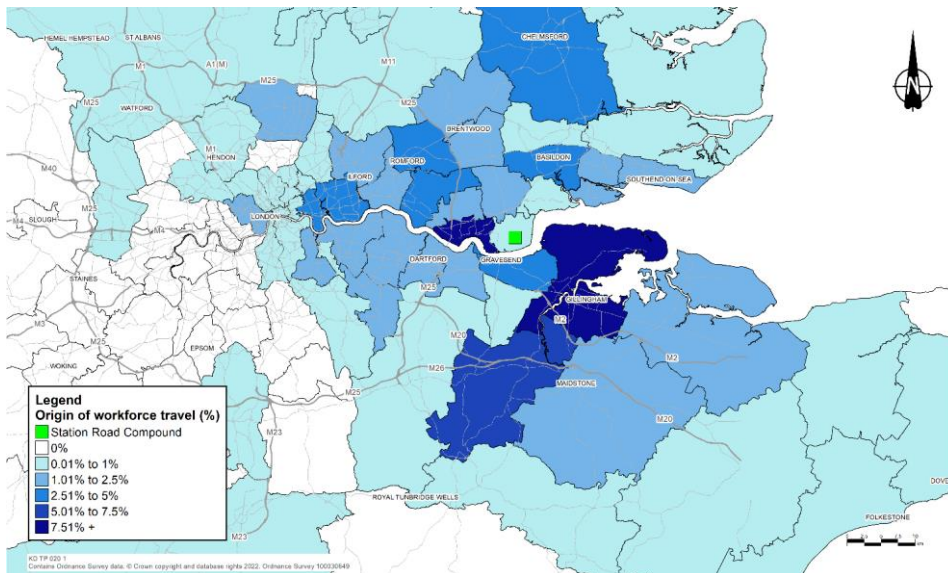 HEMEL HEMPSTEAD
ST ALBANS
CHELMSFORD
A1(M)
M1
M11
M25
M25
M25
WATFORD
BRENTWOOD
M1
HENDON
ROMFORD
M40
ILFORD
BASILDON
SOUTHEND-ON-SEA
M25
LONDON
SLOUGH
M4
M4
DARTFORD
GRAVESEND
STAINES
M25
GILLINGHAM
M3
M2
M20
M25
EPSOM
M2
WOKING
M26
M25
MAIDSTONE
M20
M23
ROYAL TUNBRIDGE WELLS
M23
DOVE
FOLKESTONE
N
Legend
Origin of workforce travel (%)
Station Road Compound
0%
0.01% to 1%
1.01% to 2.5%
2.51% to 5%
5.01% to 7.5%
7.51% +
KD TP 020 1
Contains Ordnance Survey data. © Crown copyright and database rights 2022. Ordnance Survey 100030649